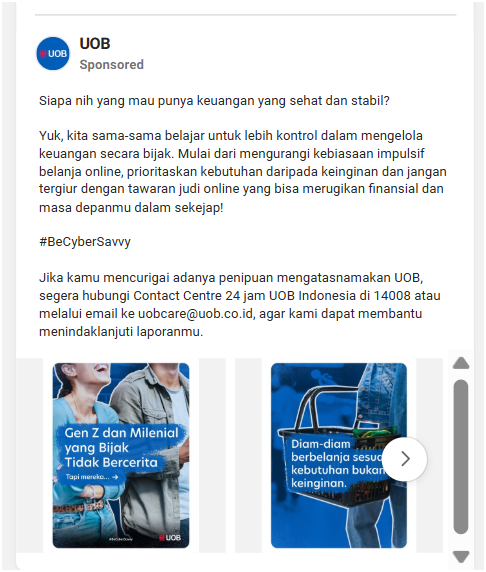 UOB
UOB
Sponsored
Siapa nih yang mau punya keuangan yang sehat dan stabil?
Yuk, kita sama-sama belajar untuk lebih kontrol dalam mengelola
keuangan secara bijak. Mulai dari mengurangi kebiasaan impulsif
belanja online, prioritaskan kebutuhan daripada keinginan dan jangan
tergiur dengan tawaran judi online yang bisa merugikan finansial dan
masa depanmu dalam sekejap!
#BeCyberSavvy
Jika kamu mencurigai adanya penipuan mengatasnamakan UOB,
segera hubungi Contact Centre 24 jam UOB Indonesia di 14008 atau
melalui email ke uobcare@uob.co.id, agar kami dapat membantu
menindaklanjuti laporanmu.
Gen Z dan Milenial
yang Bijak
Tidak Bercerita
Tapi mereka... →
#BeCyberSavvy
UOB
Diam-diam
berbelanja sesua
kebutuhan bukan
keinginan.